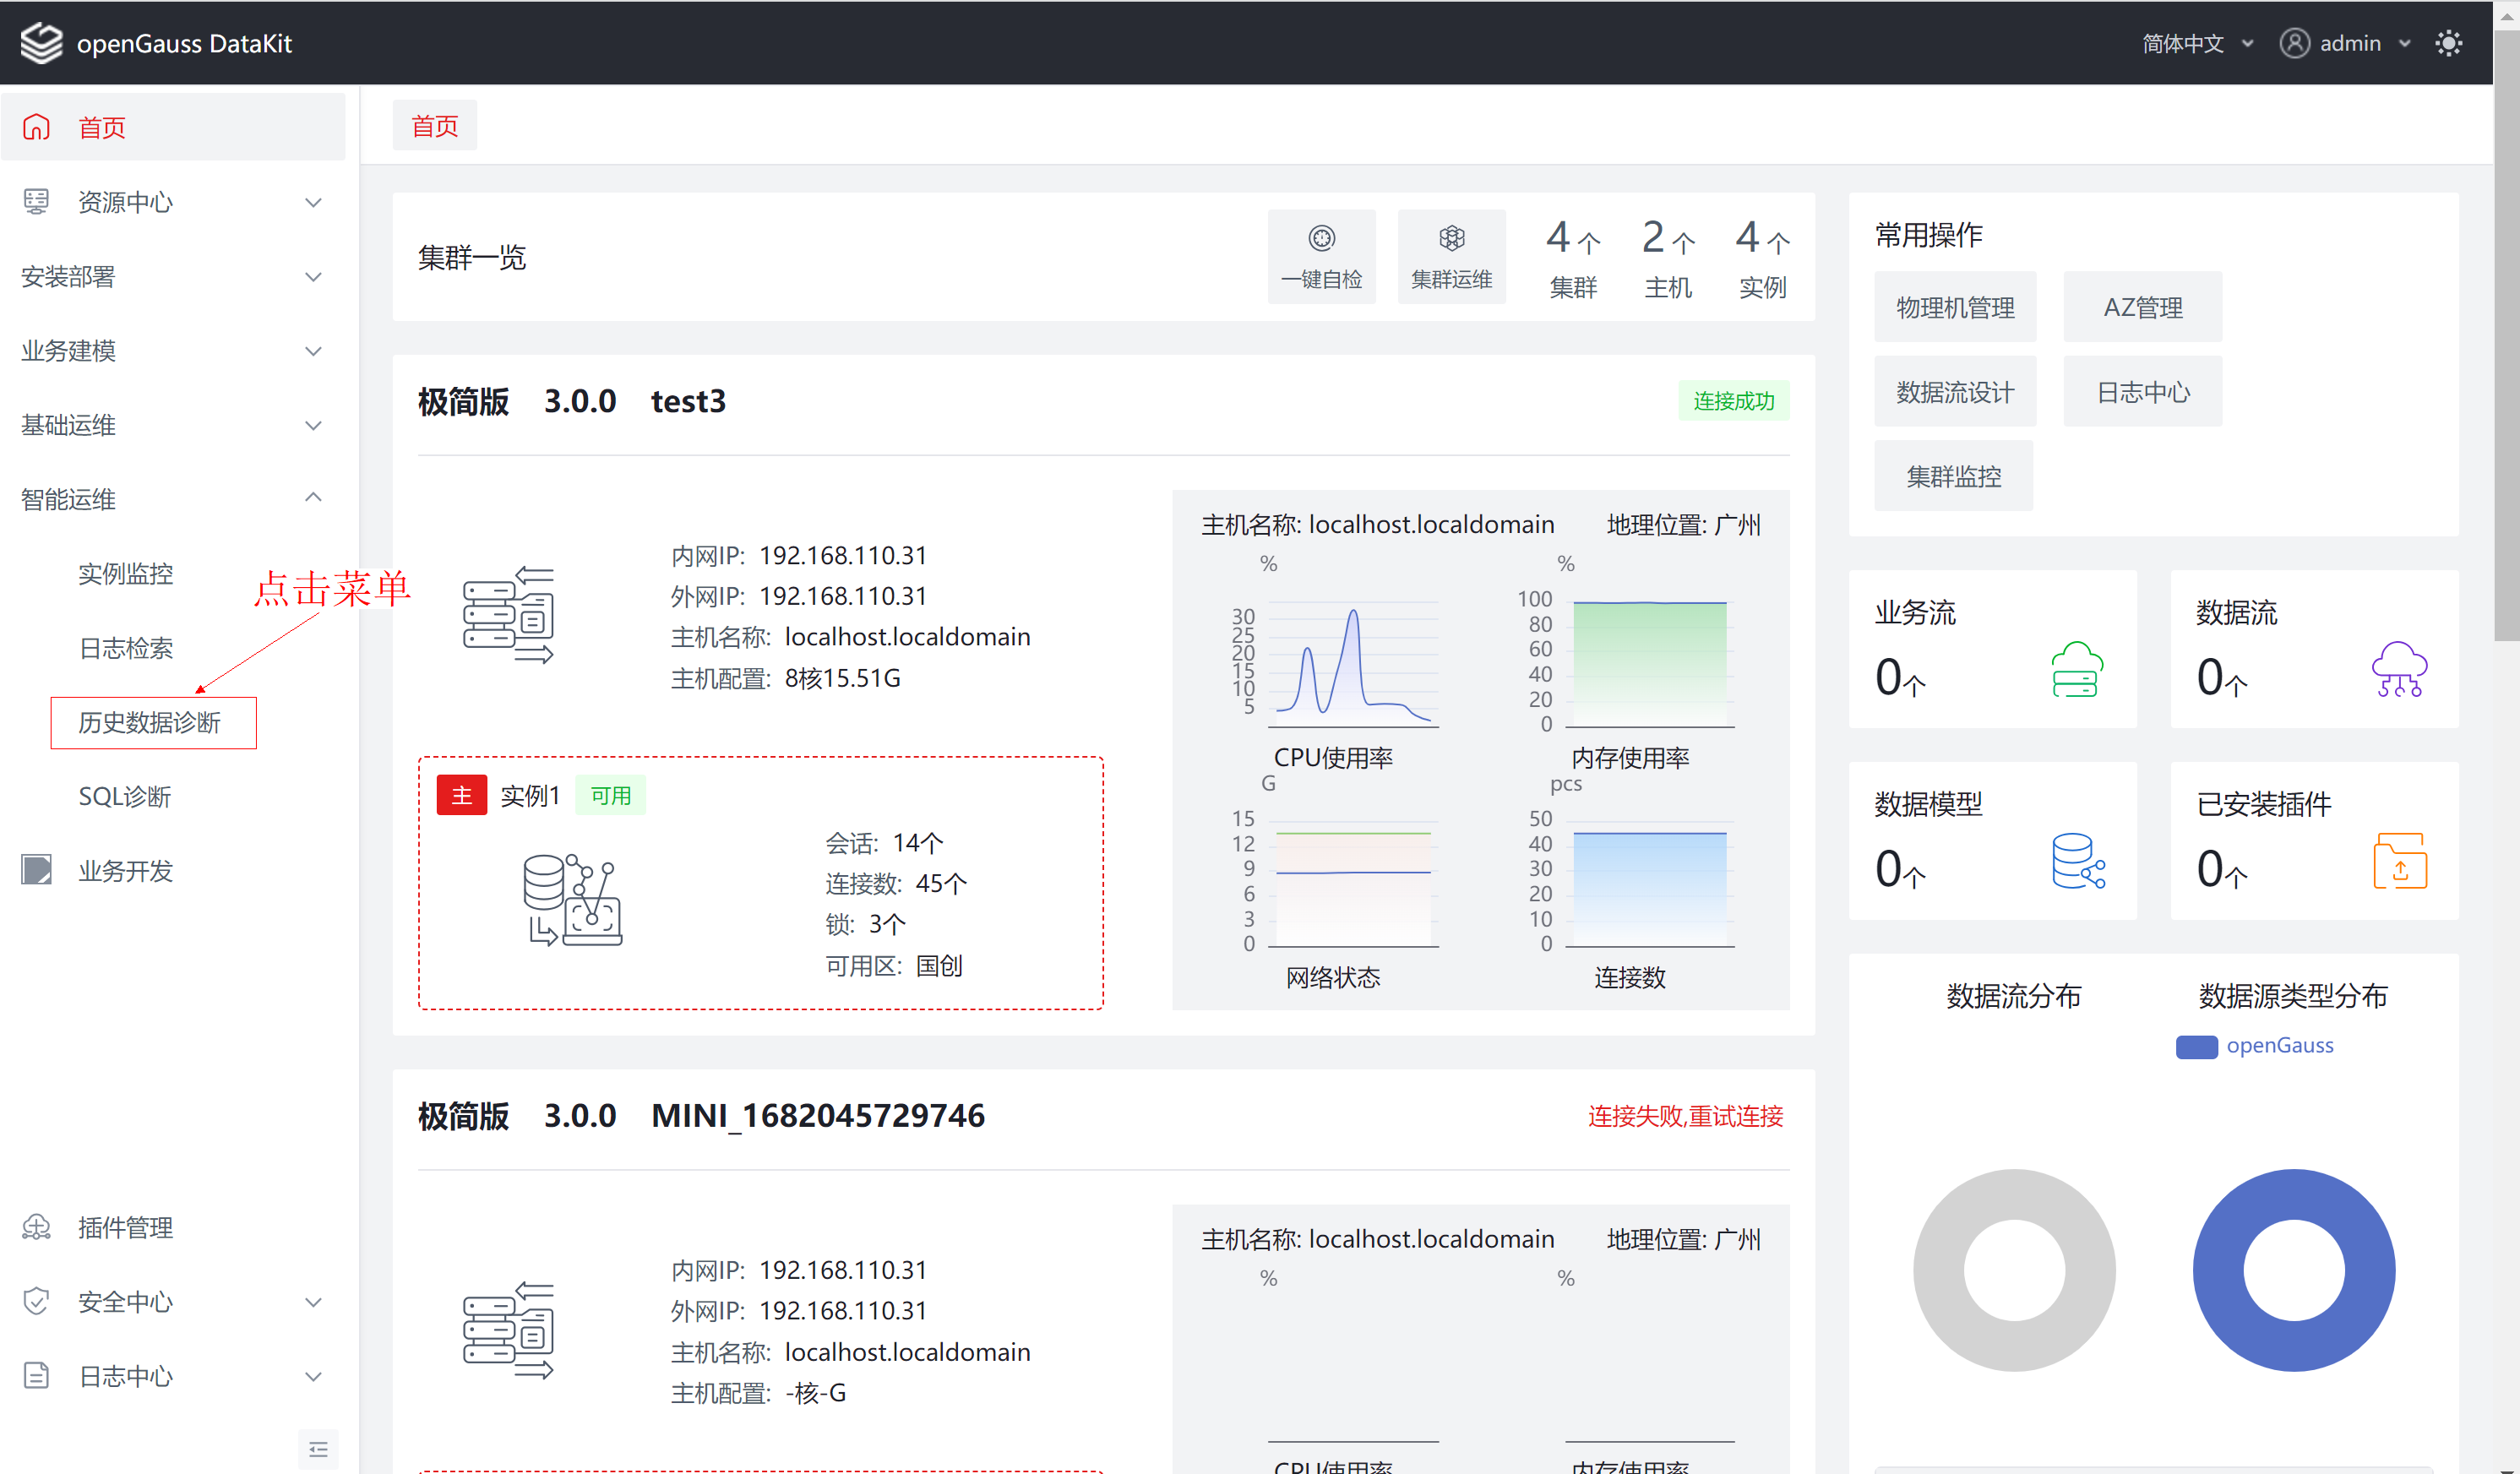 openGauss DataKit
简体中文
admin
首页
资源中心
安装部署
业务建模
基础运维
智能运维
实例监控
日志检索
历史数据诊断
SQL诊断
业务开发
插件管理
安全中心
日志中心
点击菜单
首页
集群一览
一键自检
集群运维
4个
集群
2个
主机
4个
实例
极简版 3.0.0 test3
连接成功
内网IP: 192.168.110.31
外网IP: 192.168.110.31
主机名称: localhost.localdomain
主机配置: 8核15.51G
主 实例1 可用
会话: 14个
连接数: 45个
锁: 3个
可用区: 国创
主机名称: localhost.localdomain 地理位置: 广州
%
30
25
20
15
10
5
CPU使用率
%
100
80
60
40
20
0
内存使用率
G
15
12
9
6
3
0
网络状态
pcs
50
40
30
20
10
0
连接数
极简版 3.0.0 MINI_1682045729746
连接失败,重试连接
内网IP: 192.168.110.31
外网IP: 192.168.110.31
主机名称: localhost.localdomain
主机配置: -核-G
主机名称: localhost.localdomain 地理位置: 广州
%
%
CPU使用率
内存使用率
常用操作
物理机管理
AZ管理
数据流设计
日志中心
集群监控
业务流
0个
数据流
0个
数据模型
0个
已安装插件
0个
数据流分布
数据源类型分布
openGauss